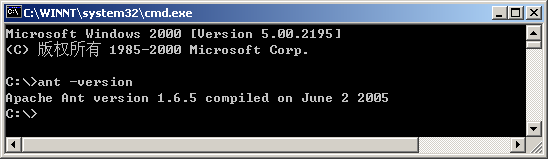 C:\WINNT\system32\cmd.exe
Microsoft Windows 2000 [Version 5.00.2195]
(C) 版权所有 1985-2000 Microsoft Corp.
C:\>ant -version
Apache Ant version 1.6.5 compiled on June 2 2005
C:\>